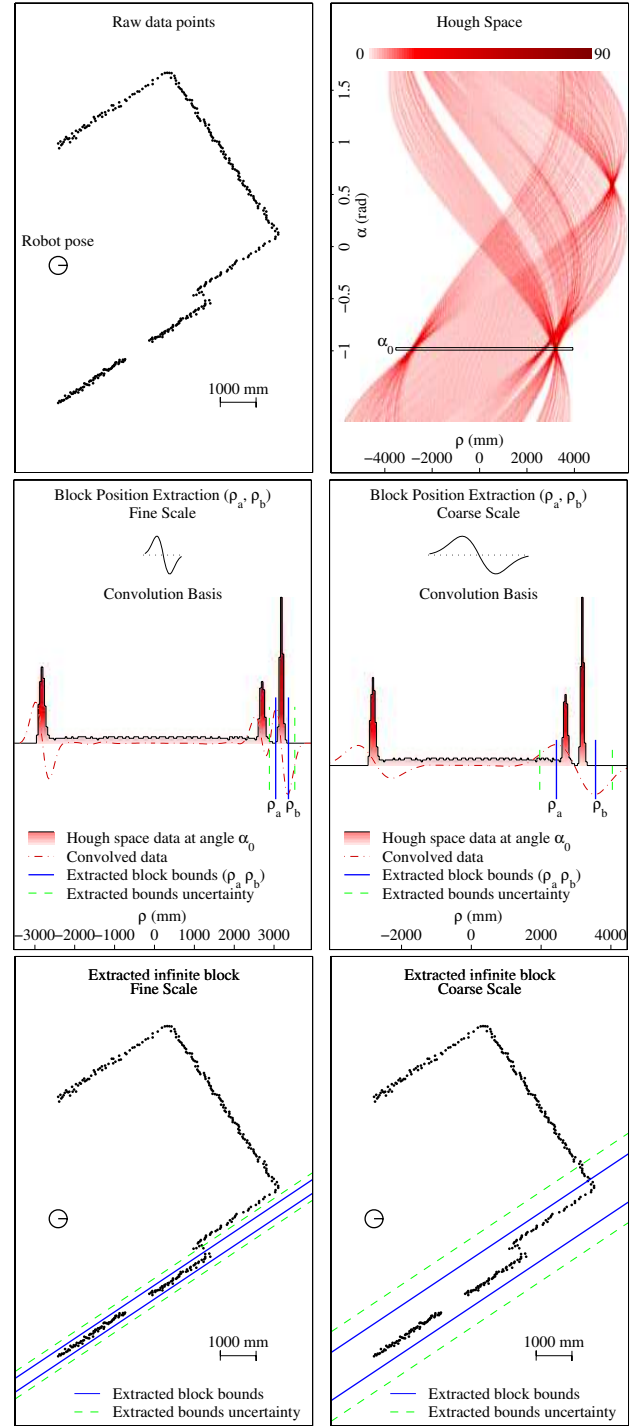 Raw data points
Robot pose
1000 mm
Hough Space
0 90
1.5
1
0.5
0
−0.5
−1
α (rad)
α0
ρ (mm)
−4000 −2000 0 2000 4000
Block Position Extraction (ρa, ρb)
Fine Scale
Convolution Basis
ρa ρb
Hough space data at angle α0
Convolved data
Extracted block bounds (ρa ρb)
Extracted bounds uncertainty
ρ (mm)
−3000 −2000 −1000 0 1000 2000 3000
Block Position Extraction (ρa, ρb)
Coarse Scale
Convolution Basis
ρa ρb
Hough space data at angle α0
Convolved data
Extracted block bounds (ρa ρb)
Extracted bounds uncertainty
ρ (mm)
−2000 0 2000 4000
Extracted infinite block
Fine Scale
1000 mm
Extracted block bounds
Extracted bounds uncertainty
Extracted infinite block
Coarse Scale
1000 mm
Extracted block bounds
Extracted bounds uncertainty